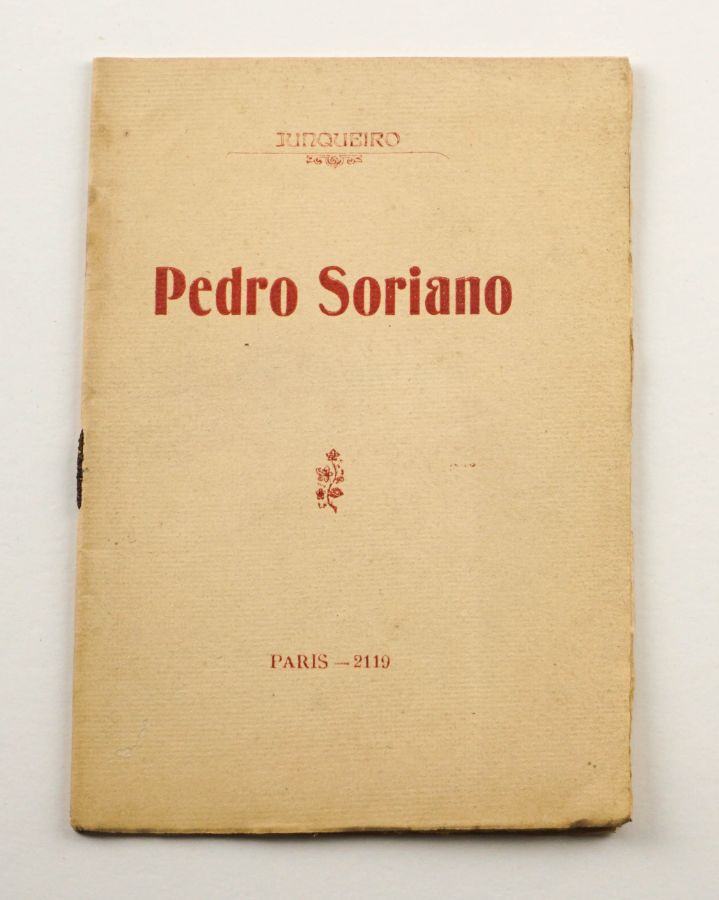 JUNQUEIRO
Pedro Soriano
PARIS — 2119